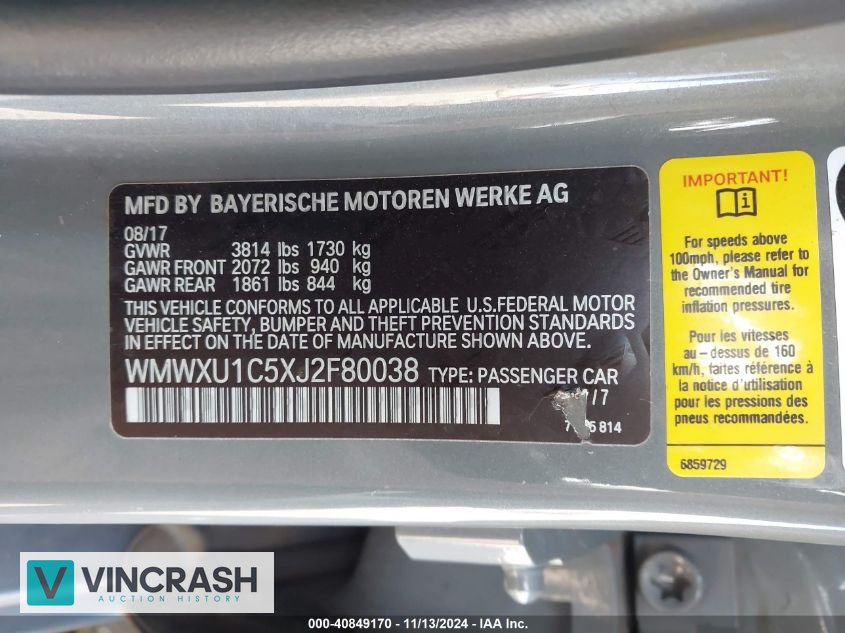 MFD BY BAYERISCHE MOTOREN WERKE AG
08/17
GVWR 3814 lbs 1730 kg
GAWR FRONT 2072 lbs 940 kg
GAWR REAR 1861 lbs 844 kg
THIS VEHICLE CONFORMS TO ALL APPLICABLE U.S.FEDERAL MOTOR
VEHICLE SAFETY, BUMPER AND THEFT PREVENTION STANDARDS
IN EFFECT ON THE DATE OF MANUFACTURE SHOWN ABOVE.
WMWXU1C5XJ2F80038 TYPE: PASSENGER CAR
814
IMPORTANT!
For speeds above
100mph, please refer to
the Owner's Manual for
recommended tire
inflation pressures.
Pour les vitesses
au-dessus de 160
km/h, faites référence à
la notice d'utilisation
pour les pressions des
pneus recommandées.
6859729
V VINCRASH
AUCTION HISTORY
000-40849170 - 11/13/2024 - IAA Inc.